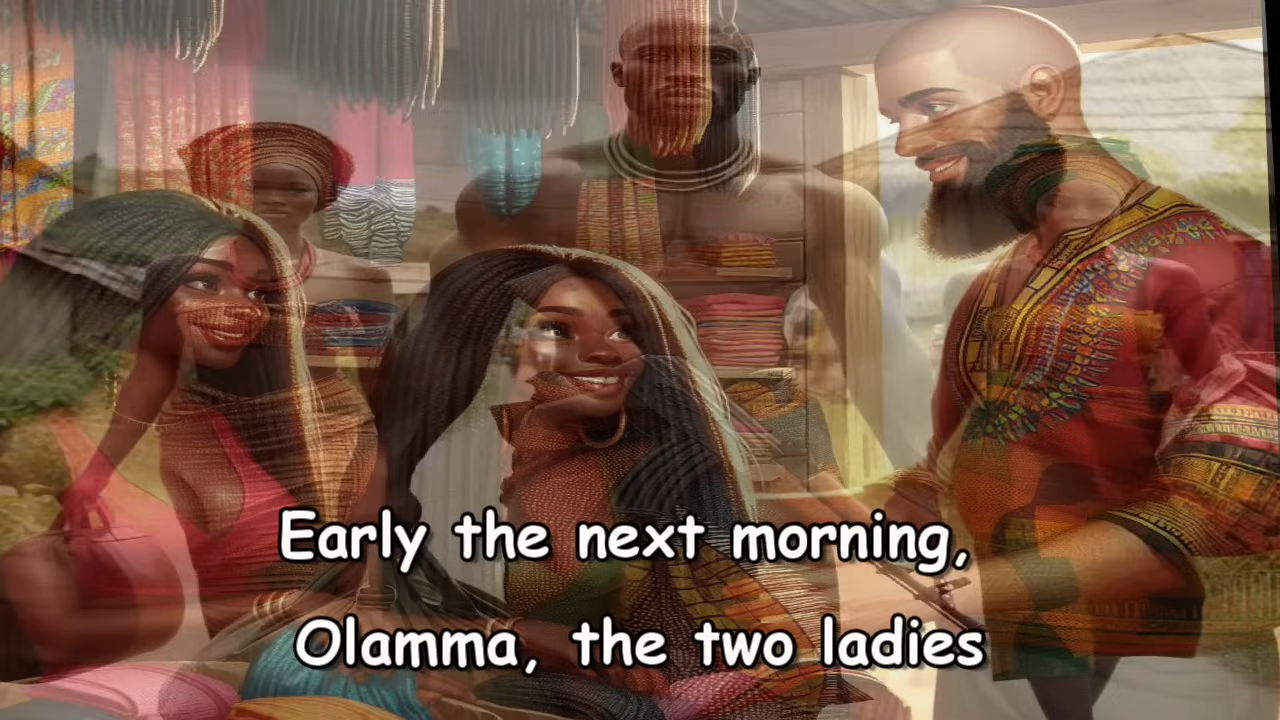 Early the next morning,
Olamma, the two ladies